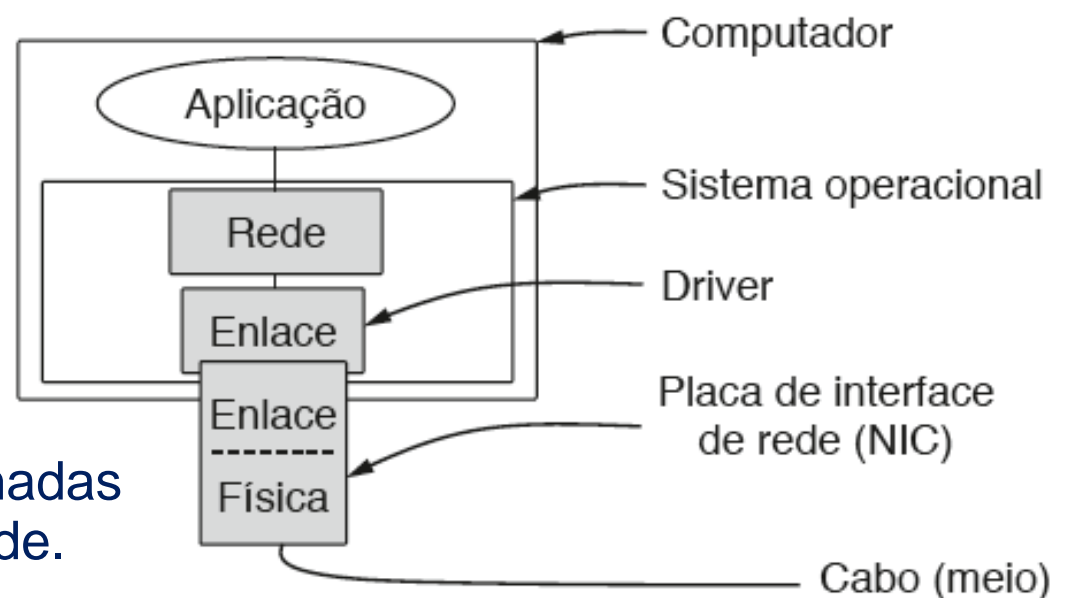 Computador
Aplicação
Sistema operacional
Rede
Driver
Enlace
Placa de interface
de rede (NIC)
Enlace
Física
Cabo (meio)